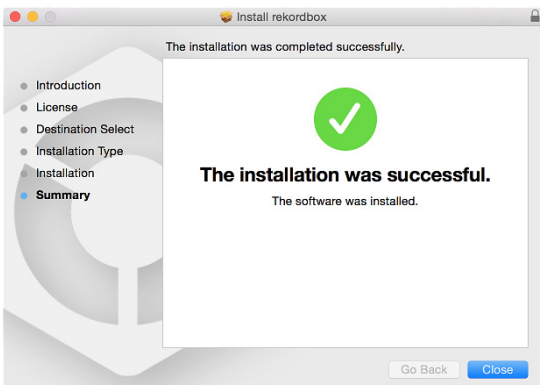 Install rekordbox
The installation was completed successfully.
Introduction
License
Destination Select
Installation Type
Installation
Summary
The installation was successful.
The software was installed.
Go Back
Close